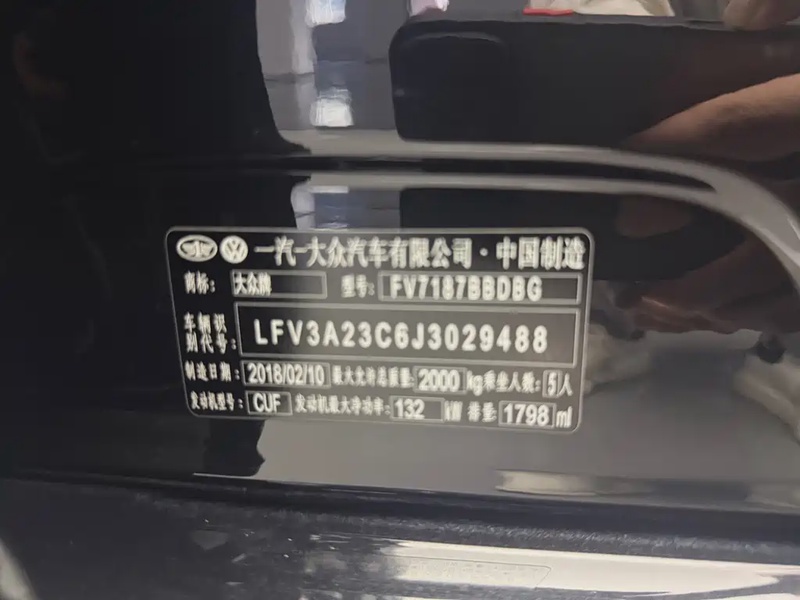 一汽-大众汽车有限公司·中国制造
商标: 大众牌 型号: FV7187BBDBG
车辆识别代号: LFV3A23C6J3029488
制造日期: 2018/02/10 最大允许总质量: 2000 kg 乘坐人数: 5 人
发动机型号: CUF 发动机最大净功率: 132 kW 排量: 1798 ml